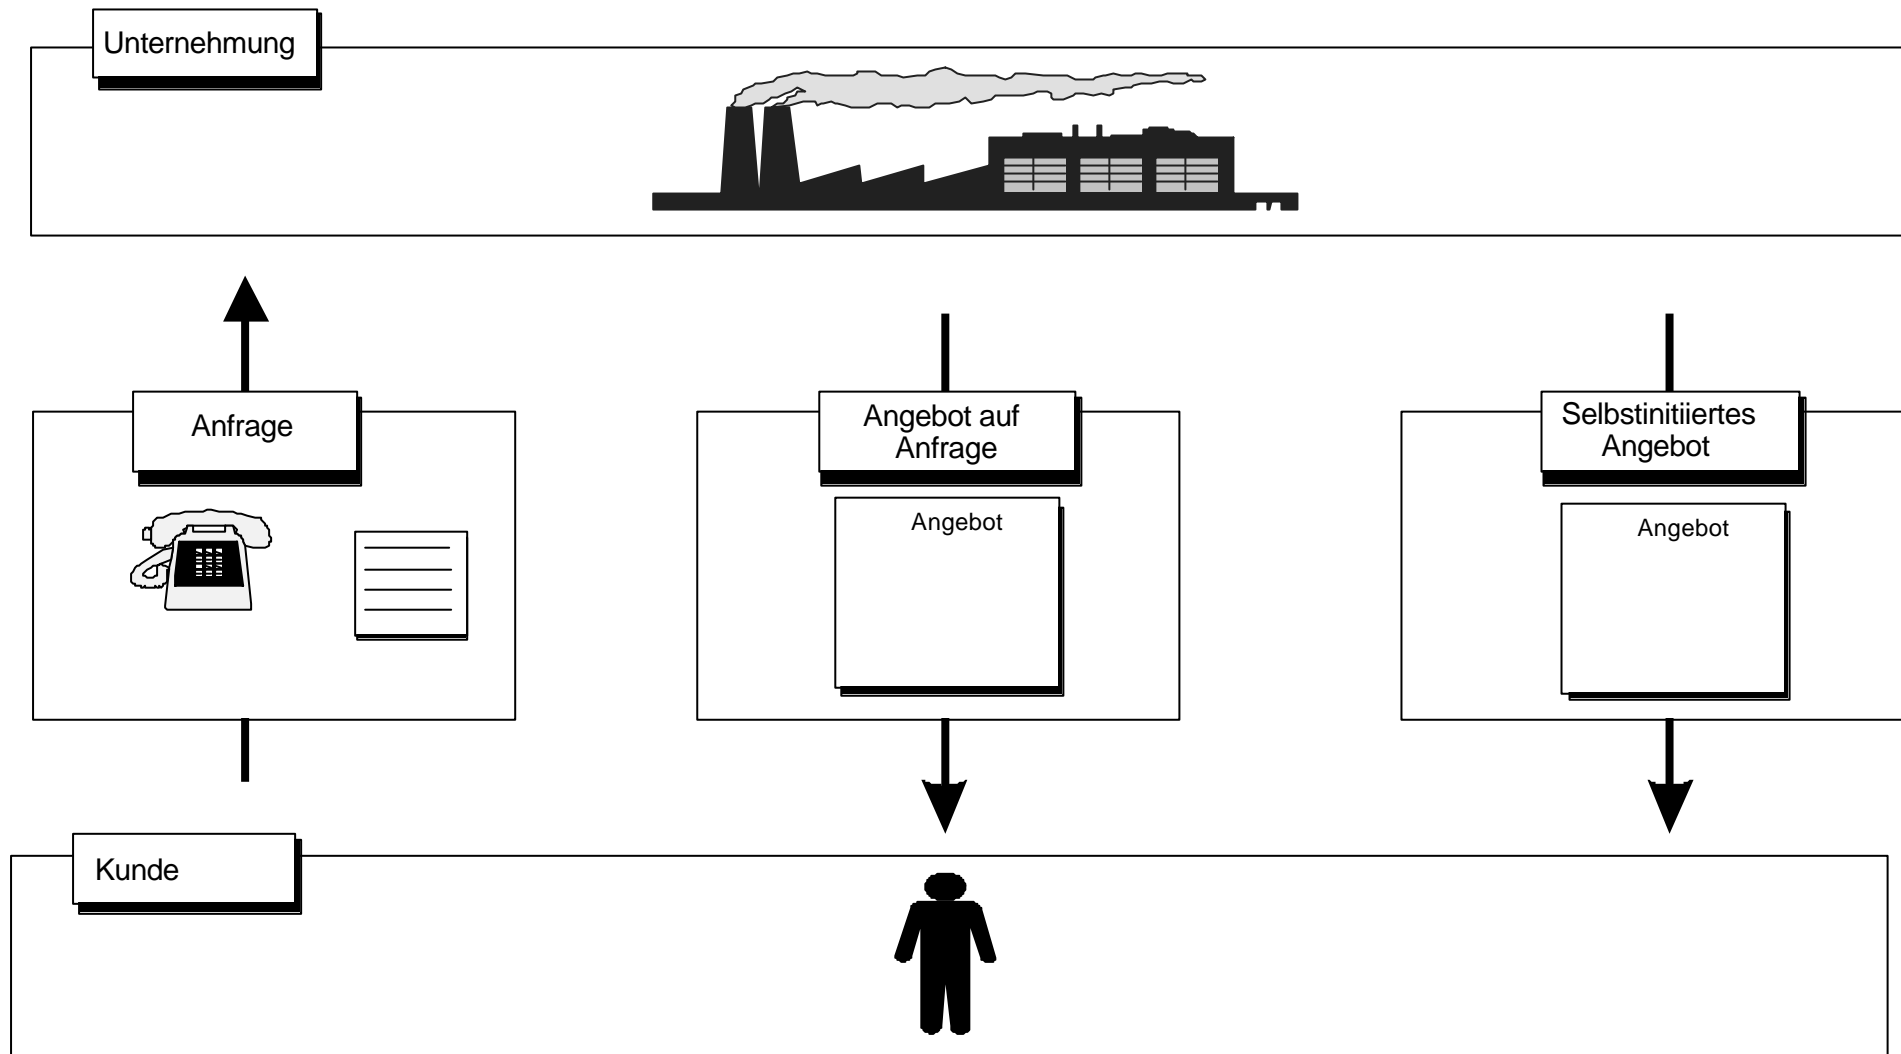 Unternehmung
Anfrage
Angebot auf
Anfrage
Selbstinitiiertes
Angebot
Angebot
Angebot
Kunde